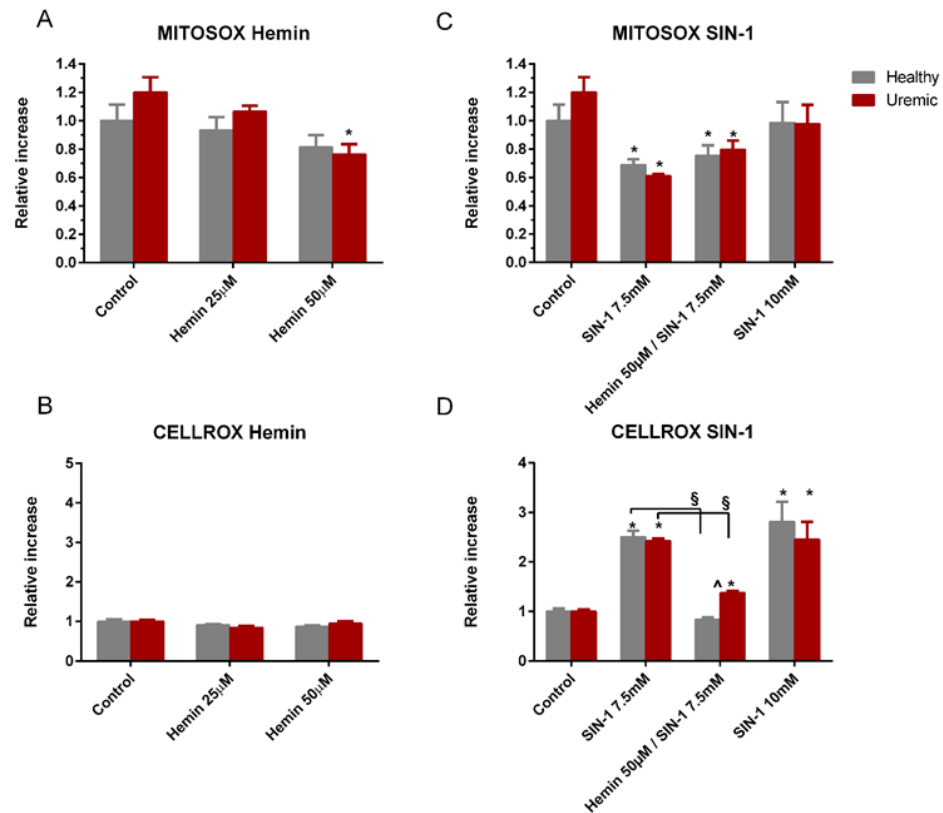 A
MITOSOX Hemin
Relative increase
1.4
1.2
1.0
0.8
0.6
0.4
0.2
0.0
*
Control
Hemin 25µM
Hemin 50µM
C
MITOSOX SIN-1
Relative increase
1.4
1.2
1.0
0.8
0.6
0.4
0.2
0.0
* *
* *
Control
SIN-1 7.5mM
Hemin 50µM / SIN-1 7.5mM
SIN-1 10mM
Healthy
Uremic
B
CELLROX Hemin
Relative increase
5
4
3
2
1
0
Control
Hemin 25µM
Hemin 50µM
D
CELLROX SIN-1
Relative increase
4
3
2
1
0
§ §
* *
^ *
* *
Control
SIN-1 7.5mM
Hemin 50µM / SIN-1 7.5mM
SIN-1 10mM